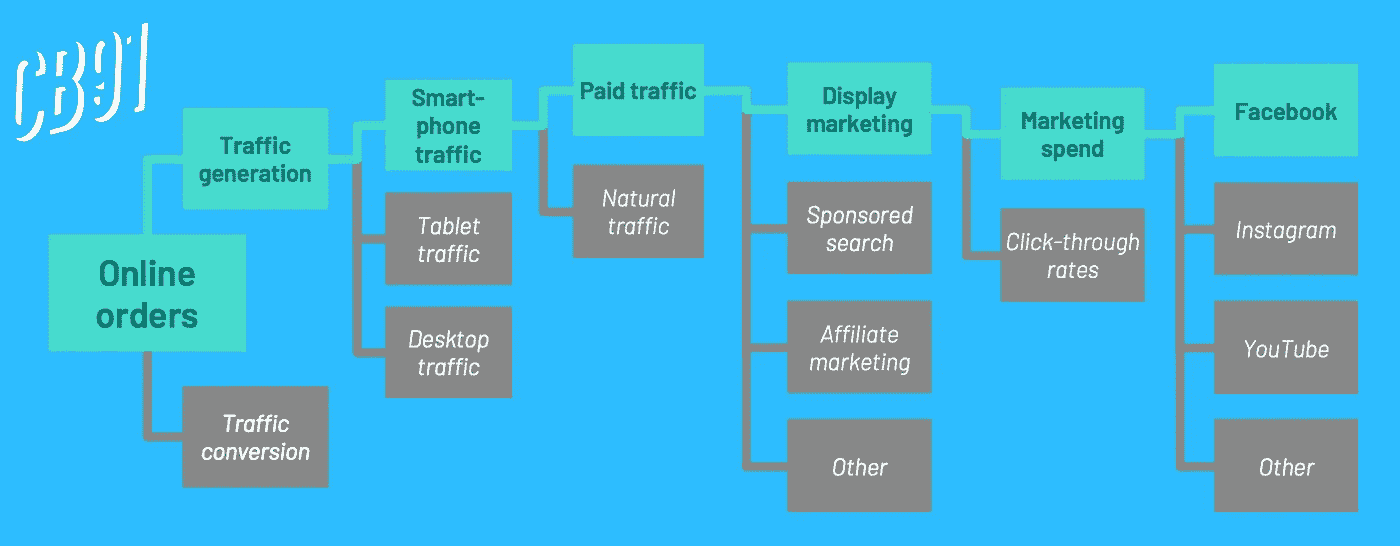 CB91
Online
orders
Traffic
generation
Traffic
conversion
Smart-
phone
traffic
Tablet
traffic
Desktop
traffic
Paid traffic
Natural
traffic
Display
marketing
Sponsored
search
Affiliate
marketing
Other
Marketing
spend
Click-through
rates
Facebook
Instagram
YouTube
Other